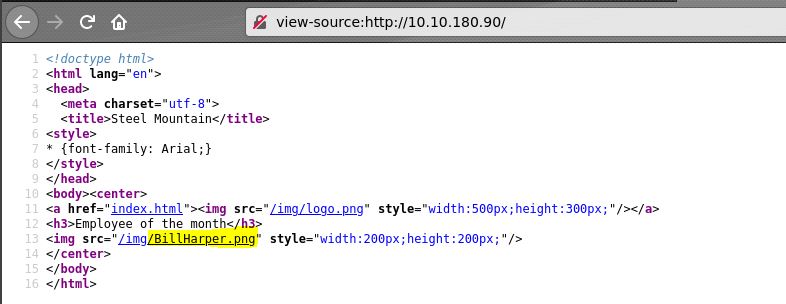 view-source:http://10.10.180.90/
1 <!doctype html>
2 <html lang="en">
3 <head>
4   <meta charset="utf-8">
5   <title>Steel Mountain</title>
6 <style>
7 * {font-family: Arial;}
8 </style>
9 </head>
10 <body><center>
11 <a href="index.html"><img src="/img/logo.png" style="width:500px;height:300px;"/></a>
12 <h3>Employee of the month</h3>
13 <img src="/img/BillHarper.png" style="width:200px;height:200px;"/>
14 </center>
15 </body>
16 </html>